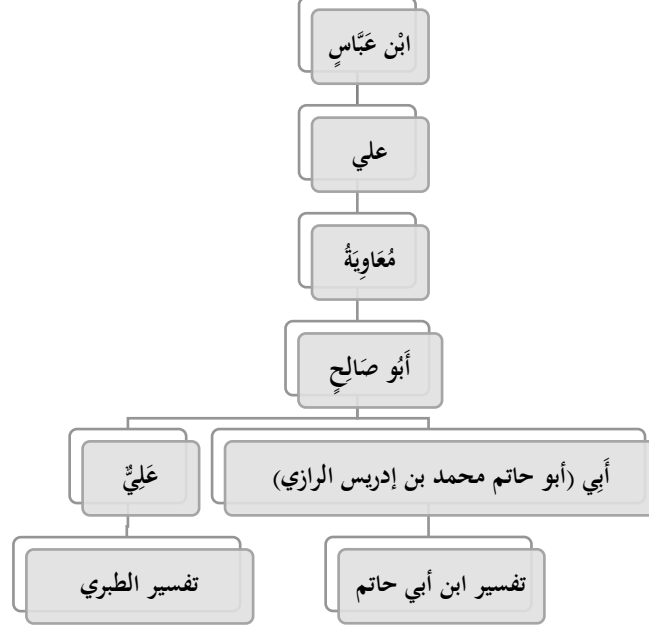 ابْن عَبَّاسٍ
علي
مُعَاوِيَةُ
أَبُو صَالِحٍ
أَبِي (أبو حاتم محمد بن إدريس الرازي)
عَلِيٌّ
تفسير ابن أبي حاتم
تفسير الطبري